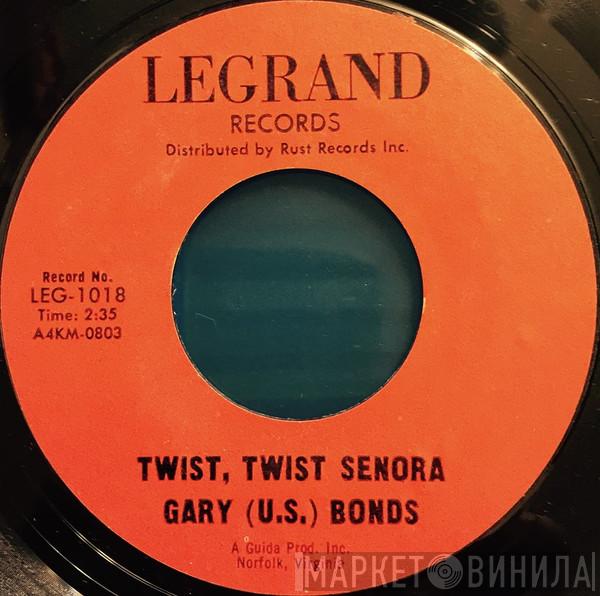 LEGRAND
RECORDS
Distributed by Rust Records Inc.
Record No.
LEG-1018
Time: 2:35
A4KM-0803
TWIST, TWIST SENORA
GARY (U.S.) BONDS
A Guida Prod. Inc.
Norfolk, Virginia
МАРКЕТ ВИНИЛА